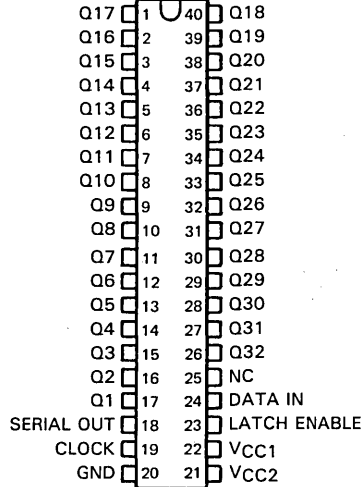 Q17 1 40 Q18
Q16 2 39 Q19
Q15 3 38 Q20
Q14 4 37 Q21
Q13 5 36 Q22
Q12 6 35 Q23
Q11 7 34 Q24
Q10 8 33 Q25
Q9 9 32 Q26
Q8 10 31 Q27
Q7 11 30 Q28
Q6 12 29 Q29
Q5 13 28 Q30
Q4 14 27 Q31
Q3 15 26 Q32
Q2 16 25 NC
Q1 17 24 DATA IN
SERIAL OUT 18 23 LATCH ENABLE
CLOCK 19 22 VCC1
GND 20 21 VCC2